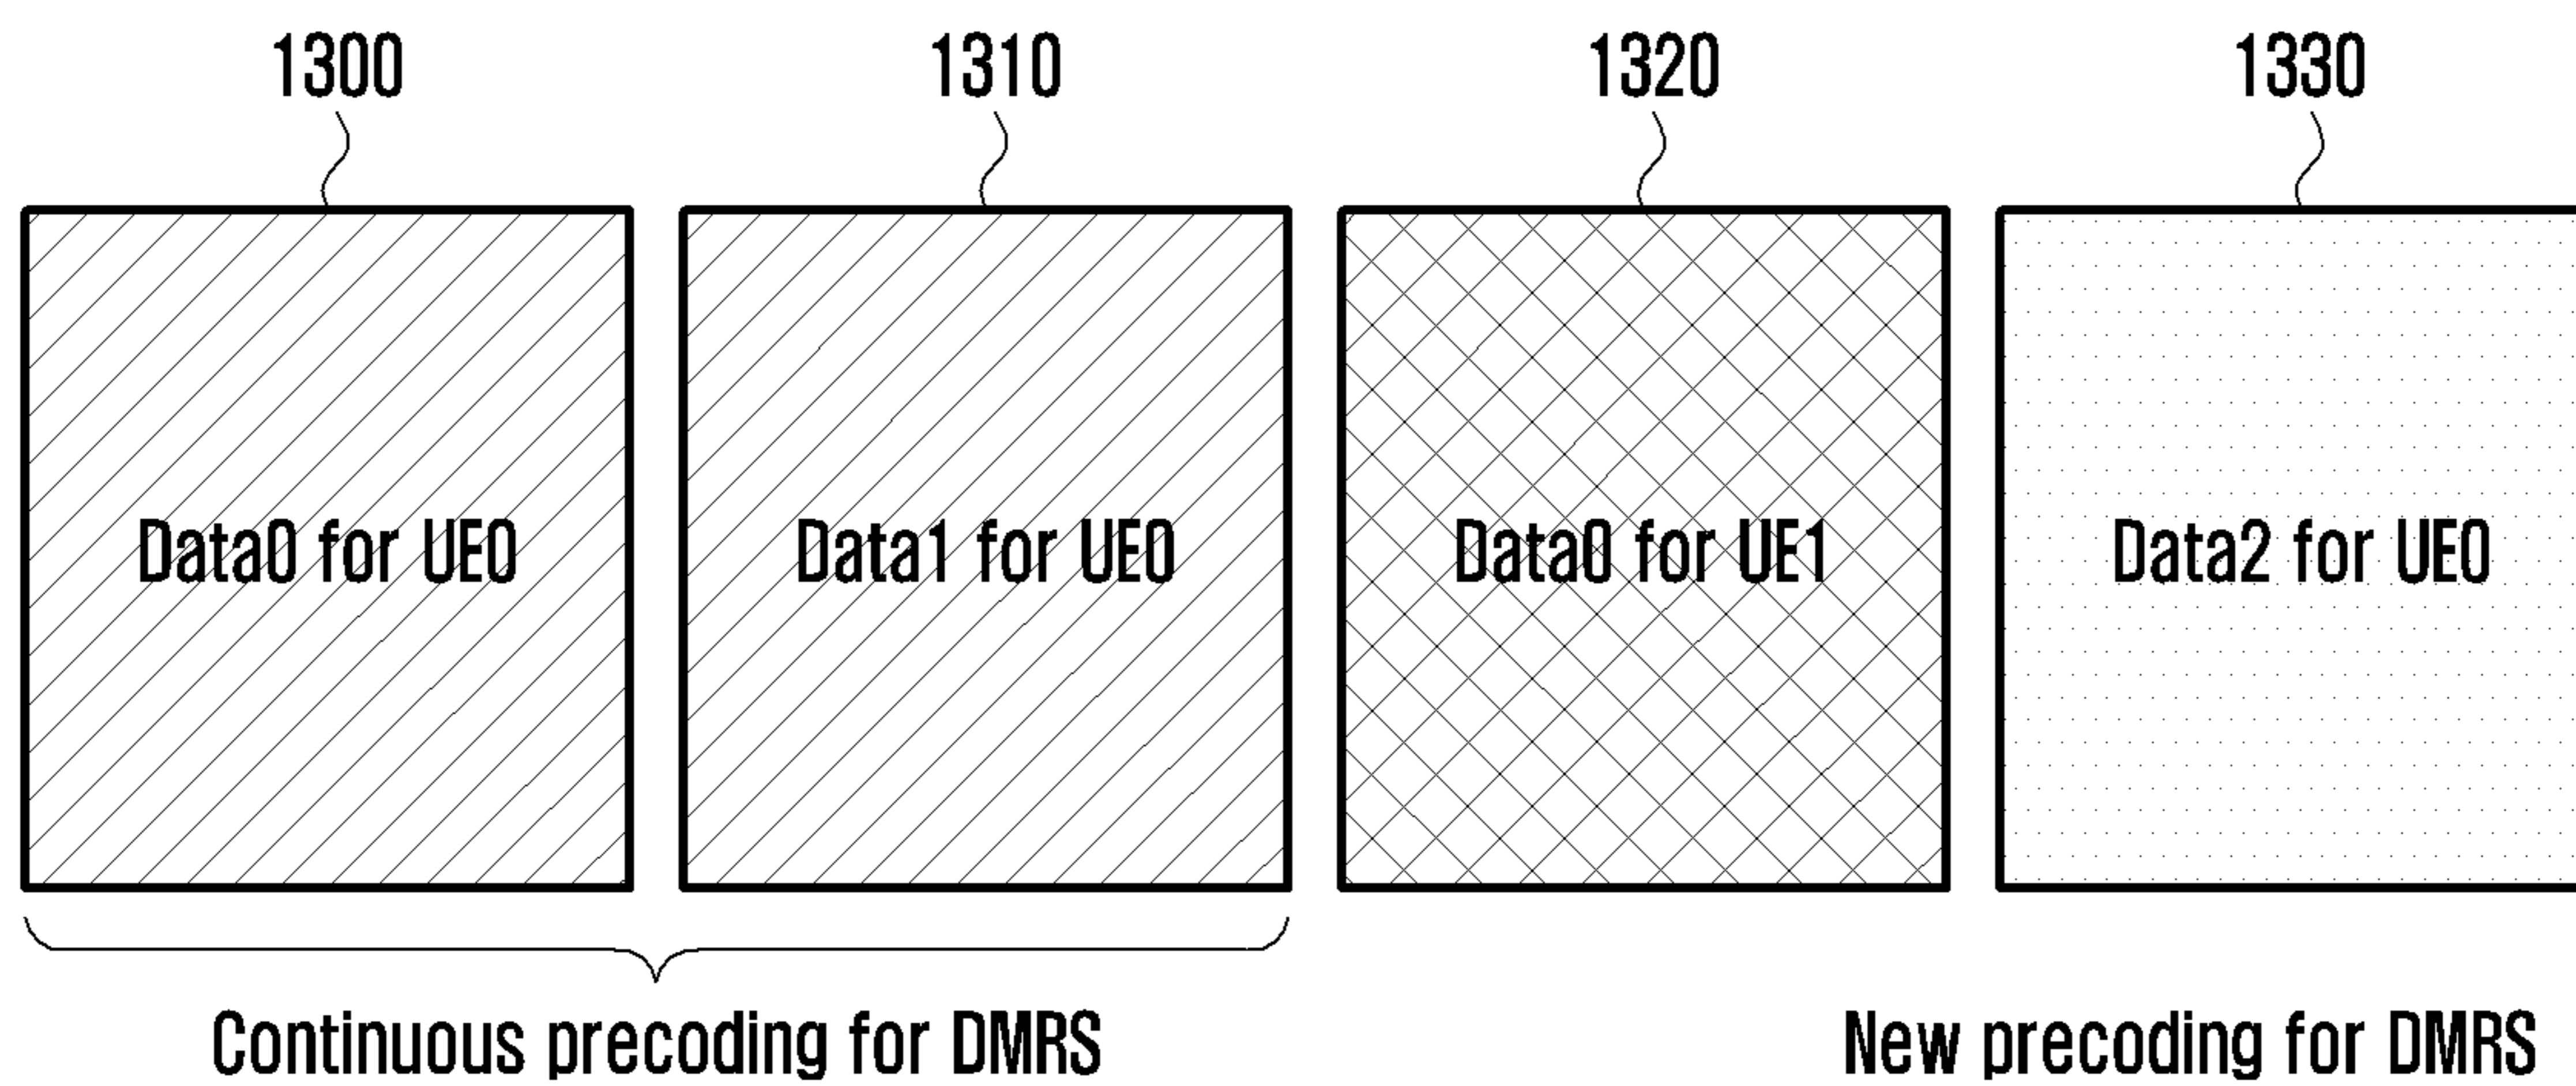 1300 1310 1320 1330
Data0 for UE0 Data1 for UE0 Data0 for UE1 Data2 for UE0
Continuous precoding for DMRS New precoding for DMRS